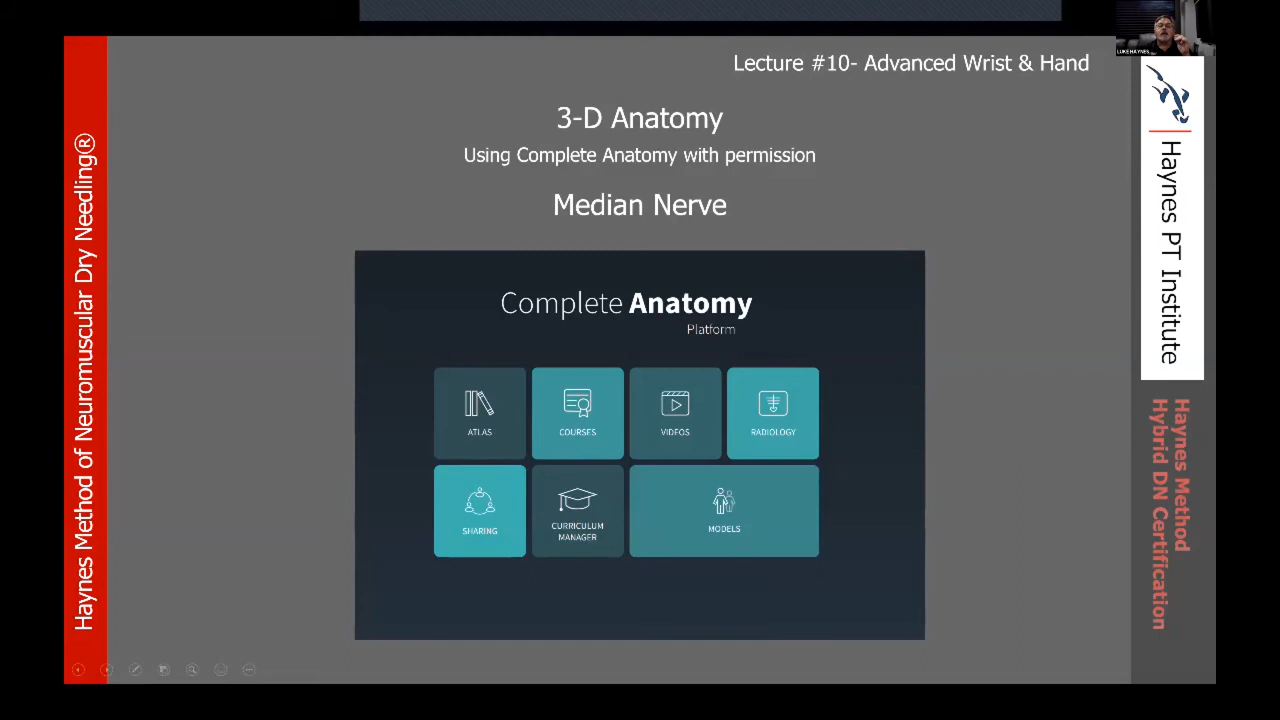 LUKE HAYNES
Lecture #10- Advanced Wrist & Hand
3-D Anatomy
Using Complete Anatomy with permission
Median Nerve
Complete Anatomy
Platform
ATLAS
COURSES
VIDEOS
RADIOLOGY
SHARING
CURRICULUM
MANAGER
MODELS
Haynes Method of Neuromuscular Dry Needling®
Haynes PT Institute
Haynes Method
Hybrid DN Certification